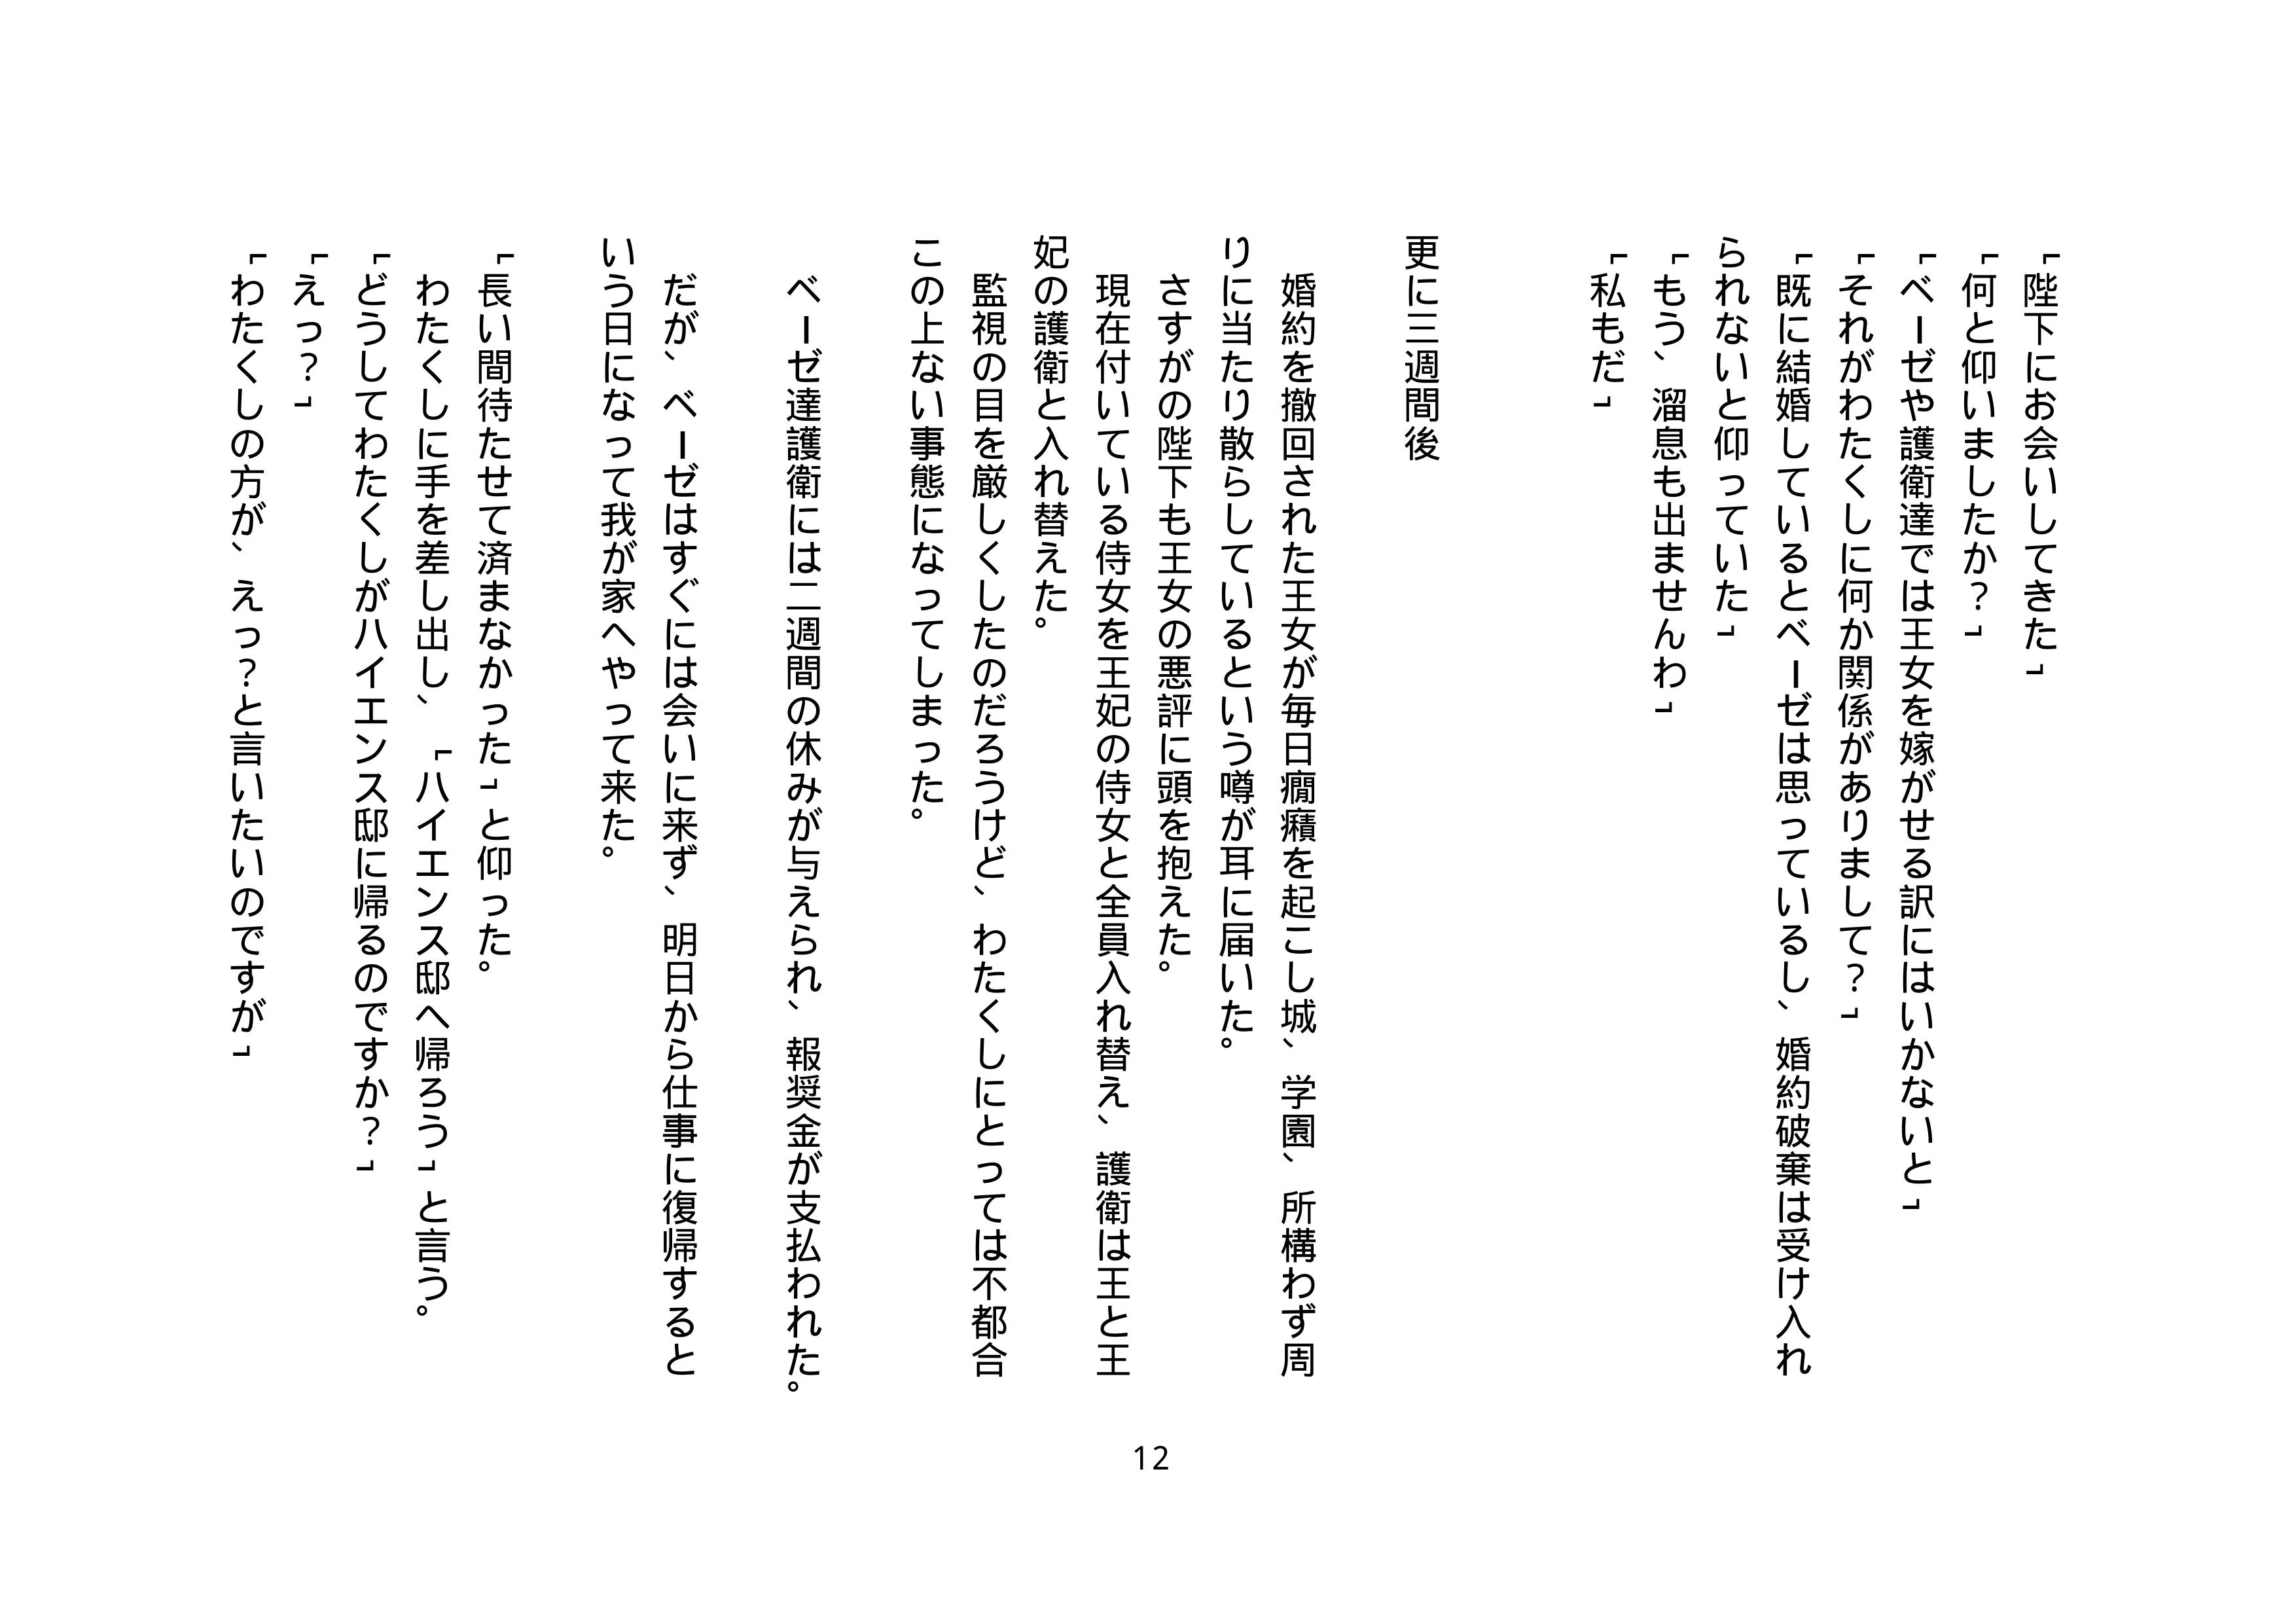 「陛下にお会いしてきた」
「何と仰いましたか？」
「ベーゼや護衛達では王女を嫁がせる訳にはいかないと」
「それがわたくしに何か関係がありまして？」
「既に結婚しているとベーゼは思っているし、婚約破棄は受け入れ
られないと仰っていた」
「もう、溜息も出ませんわ」
「私もだ」
更に三週間後
　婚約を撤回された王女が毎日癇癪を起こし城、学園、所構わず周
りに当たり散らしているという噂が耳に届いた。
　さすがの陛下も王女の悪評に頭を抱えた。
　現在付いている侍女を王妃の侍女と全員入れ替え、護衛は王と王
妃の護衛と入れ替えた。
　監視の目を厳しくしたのだろうけど、わたくしにとっては不都合
この上ない事態になってしまった。
　ベーゼ達護衛には二週間の休みが与えられ、報奨金が支払われた。
　だが、ベーゼはすぐには会いに来ず、明日から仕事に復帰すると
いう日になって我が家へやって来た。
「長い間待たせて済まなかった」と仰った。
　わたくしに手を差し出し、「ハイエンス邸へ帰ろう」と言う。
「どうしてわたくしがハイエンス邸に帰るのですか？」
「えっ？」
「わたくしの方が、えっ？と言いたいのですが」
12